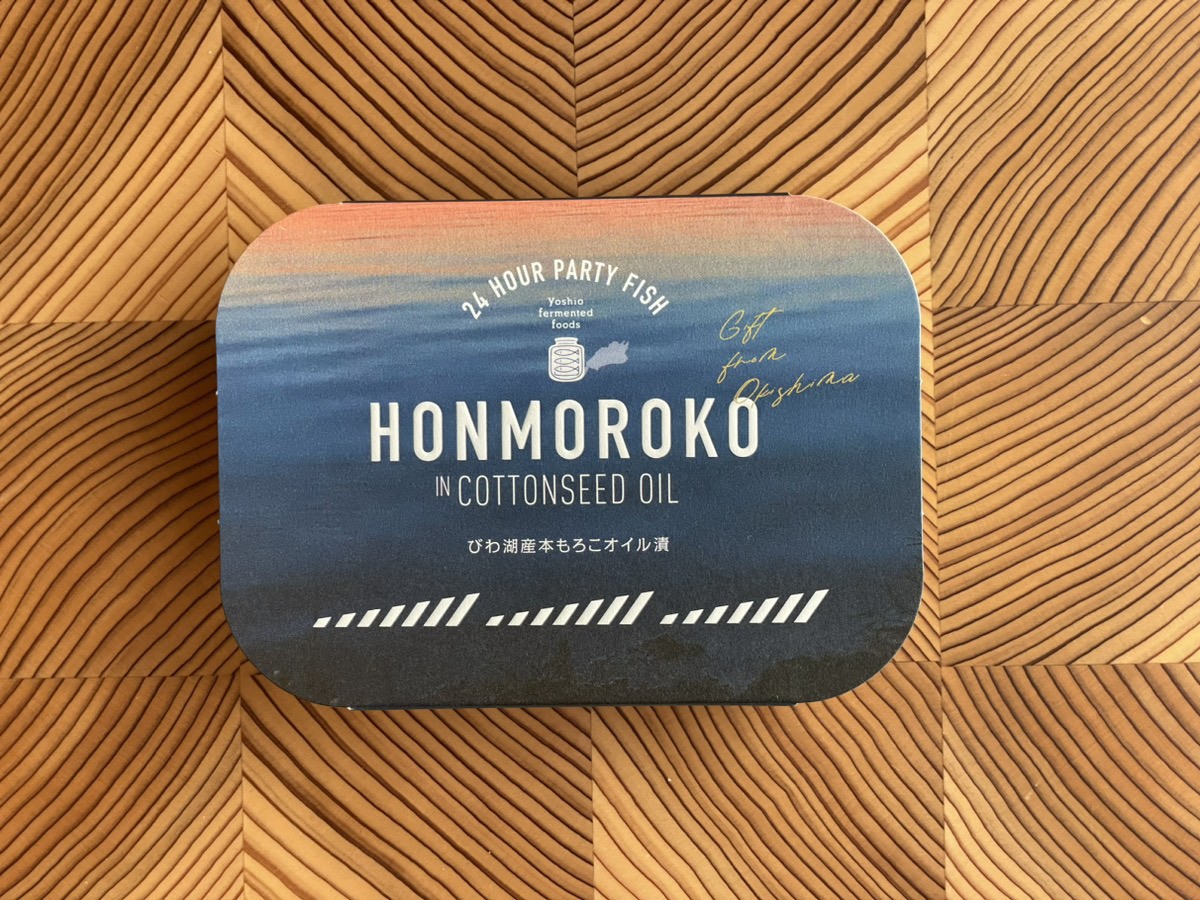 24 HOUR PARTY FISH
Yoshio
fermented
foods
Gift
from
Okishima
HONMOROKO
IN COTTONSEED OIL
びわ湖産本もろこオイル漬